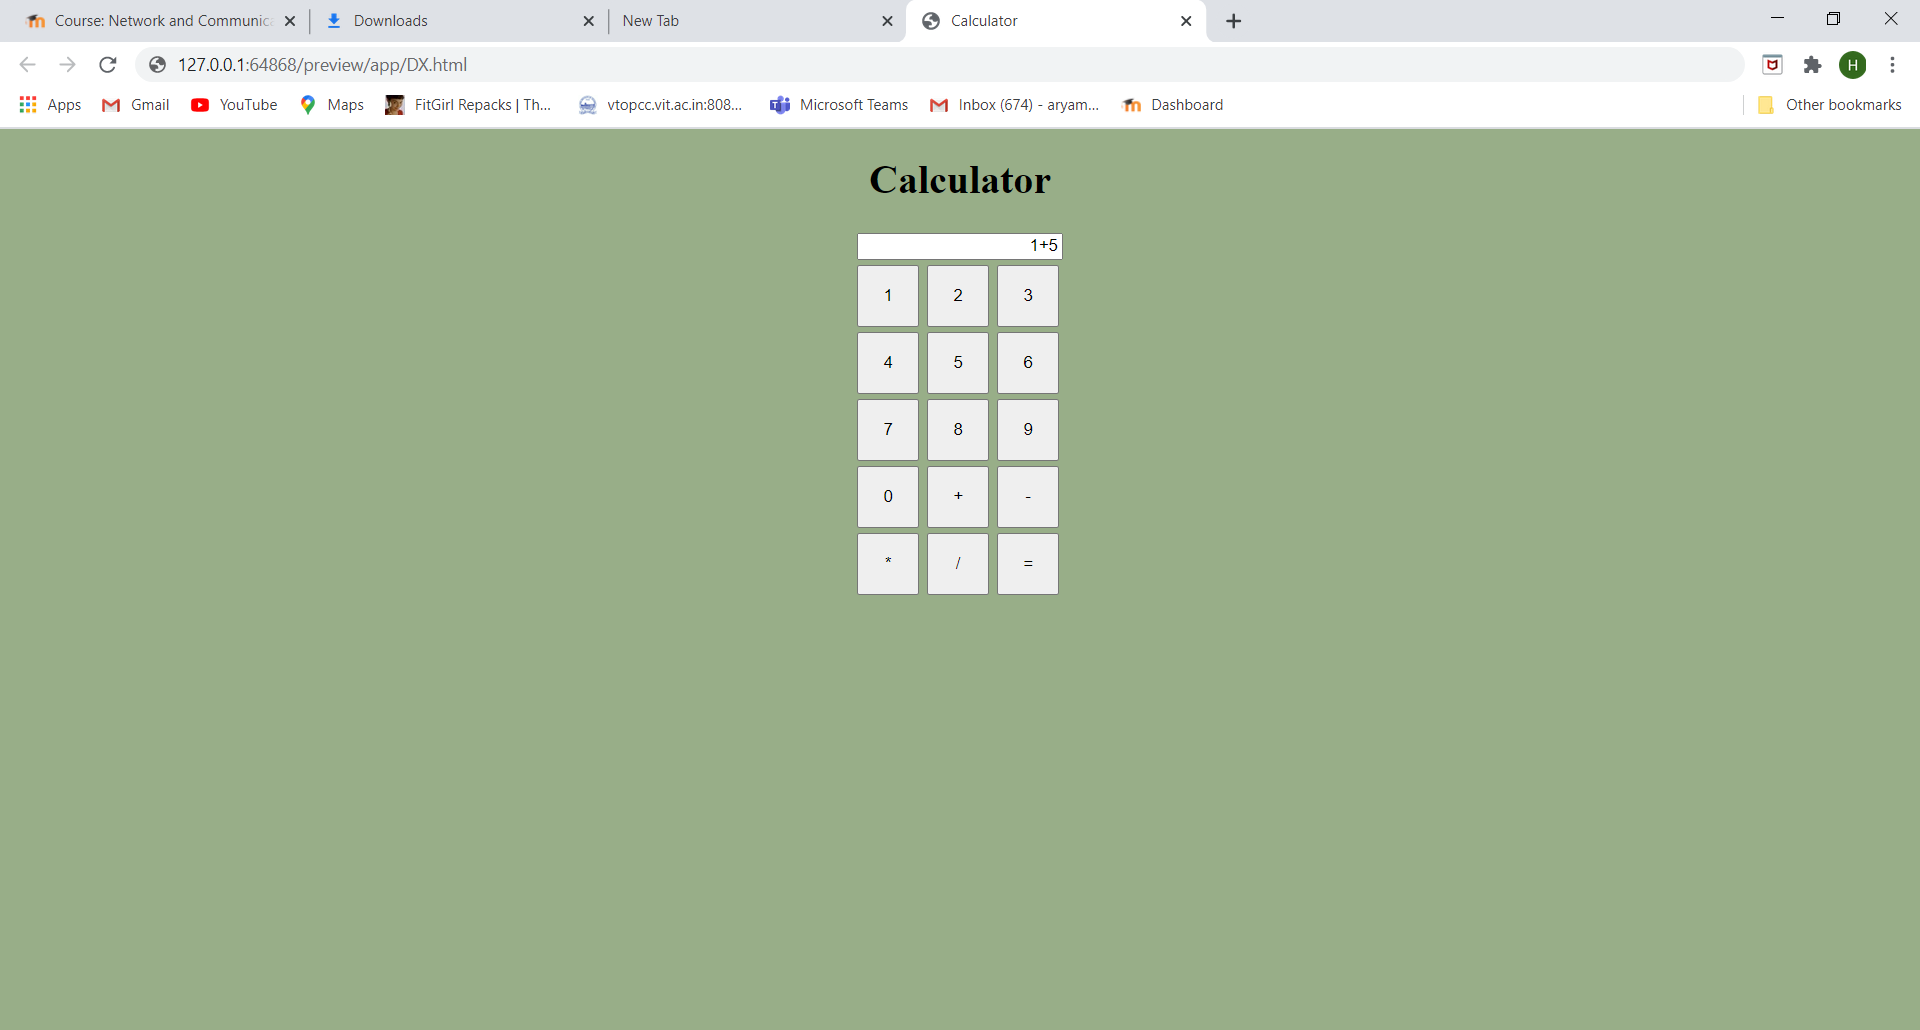 Course: Network and Communica
Downloads
New Tab
Calculator
127.0.0.1:64868/preview/app/DX.html
H
Apps
Gmail
YouTube
Maps
FitGirl Repacks | Th...
vtopcc.vit.ac.in:808...
Microsoft Teams
Inbox (674) - aryam...
Dashboard
Other bookmarks
Calculator
1+5
1 2 3
4 5 6
7 8 9
0 + -
* / =